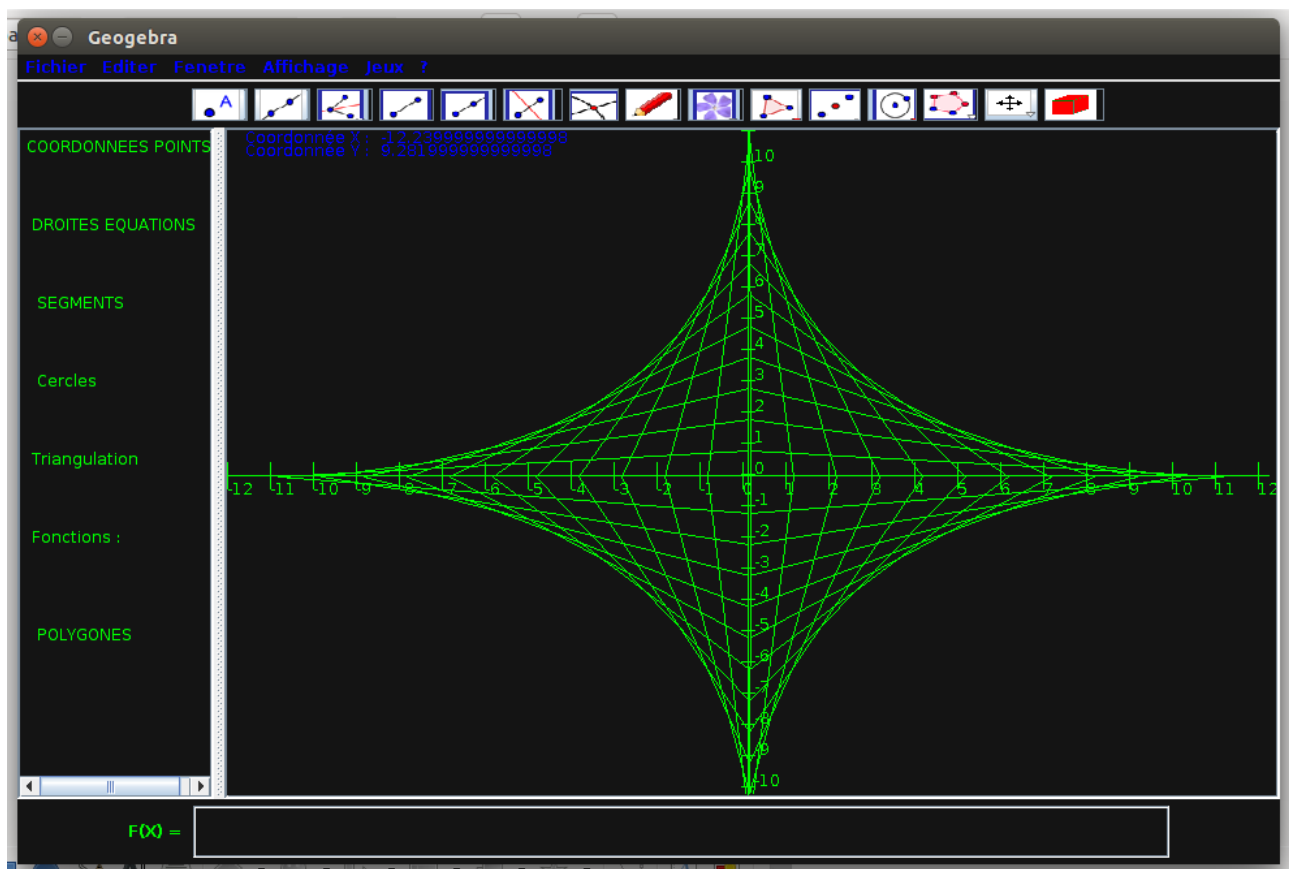 Geogebra
Fichier Editer Fenetre Affichage Jeux ?
A
COORDONNEES POINTS
DROITES EQUATIONS
SEGMENTS
Cercles
Triangulation
Fonctions :
POLYGONES
Coordonnée X : -12.239999999999998
Coordonnée Y : 9.281999999999998
10
9
8
7
6
5
4
3
2
1
0
-12 -11 -10 -9 -8 -7 -6 -5 -4 -3 -2 -1 0 1 2 3 4 5 6 7 8 9 10 11 12
-1
-2
-3
-4
-5
-6
-7
-8
-9
-10
F(X) =